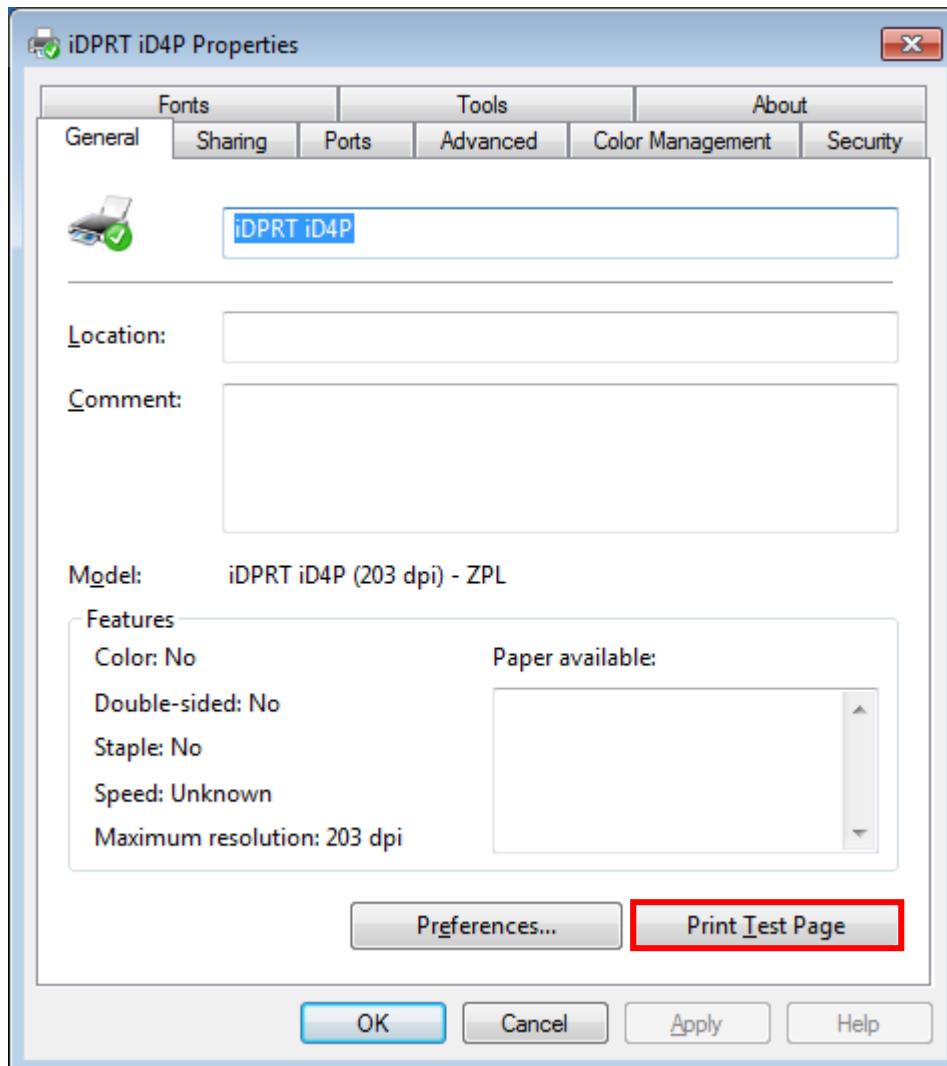 iDPRT iD4P Properties
Fonts Tools About
General Sharing Ports Advanced Color Management Security
iDPRT iD4P
Location:
Comment:
Model: iDPRT iD4P (203 dpi) - ZPL
Features
Color: No Paper available:
Double-sided: No
Staple: No
Speed: Unknown
Maximum resolution: 203 dpi
Preferences... Print Test Page
OK Cancel Apply Help